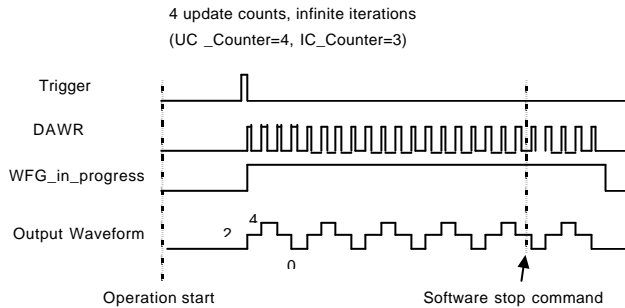 4 update counts, infinite iterations
(UC _Counter=4, IC_Counter=3)
Trigger
DAWR
WFG_in_progress
Output Waveform
2
4
0
Operation start
Software stop command